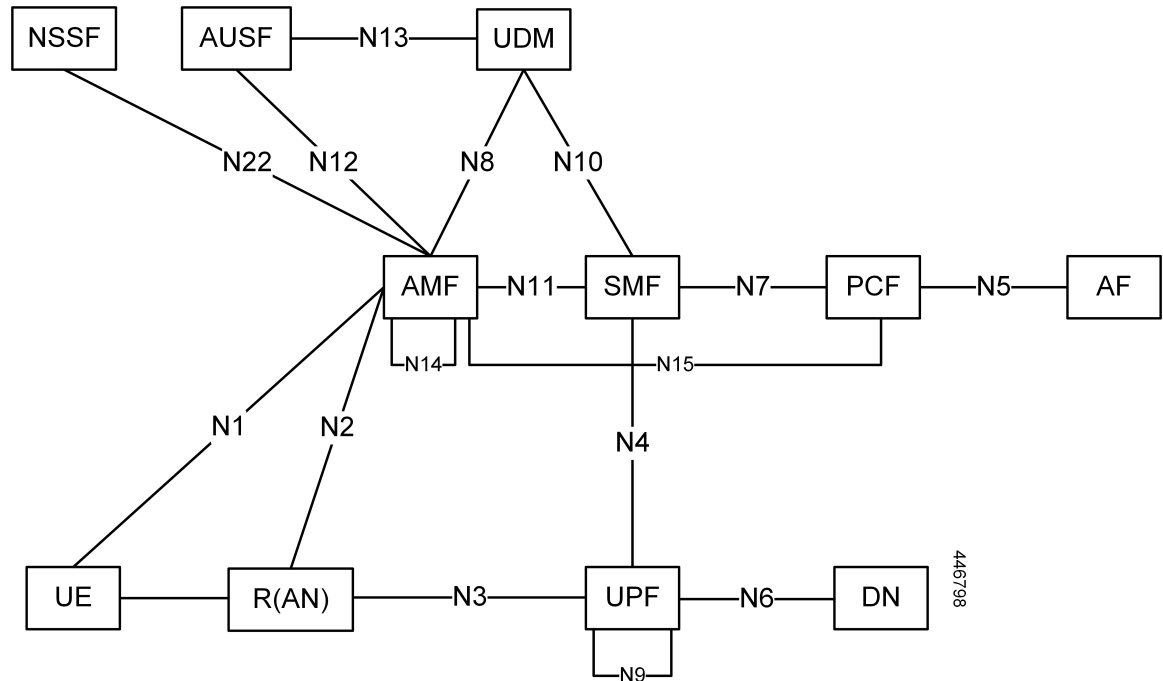 NSSF
AUSF
N13
UDM
N22
N12
N8
N10
AMF
N11
SMF
N7
PCF
N5
AF
N14
N15
N1
N2
N4
UE
R(AN)
N3
UPF
N6
DN
446798
N9